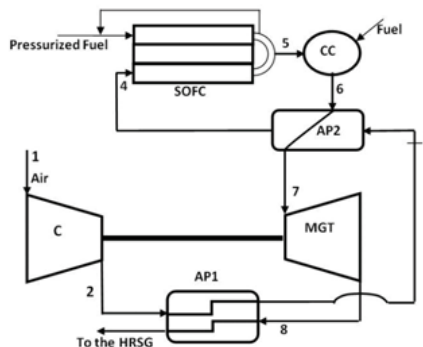 Pressurized Fuel
5
CC
Fuel
4
SOFC
6
AP2
1
Air
7
C
MGT
2
AP1
8
To the HRSG